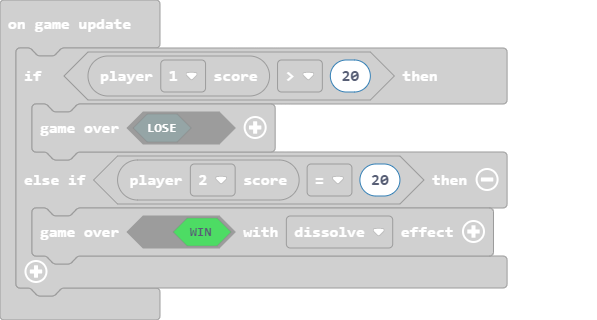 on game update
if player 1 score > 20 then
game over LOSE
else if player 2 score = 20 then
game over WIN with dissolve effect